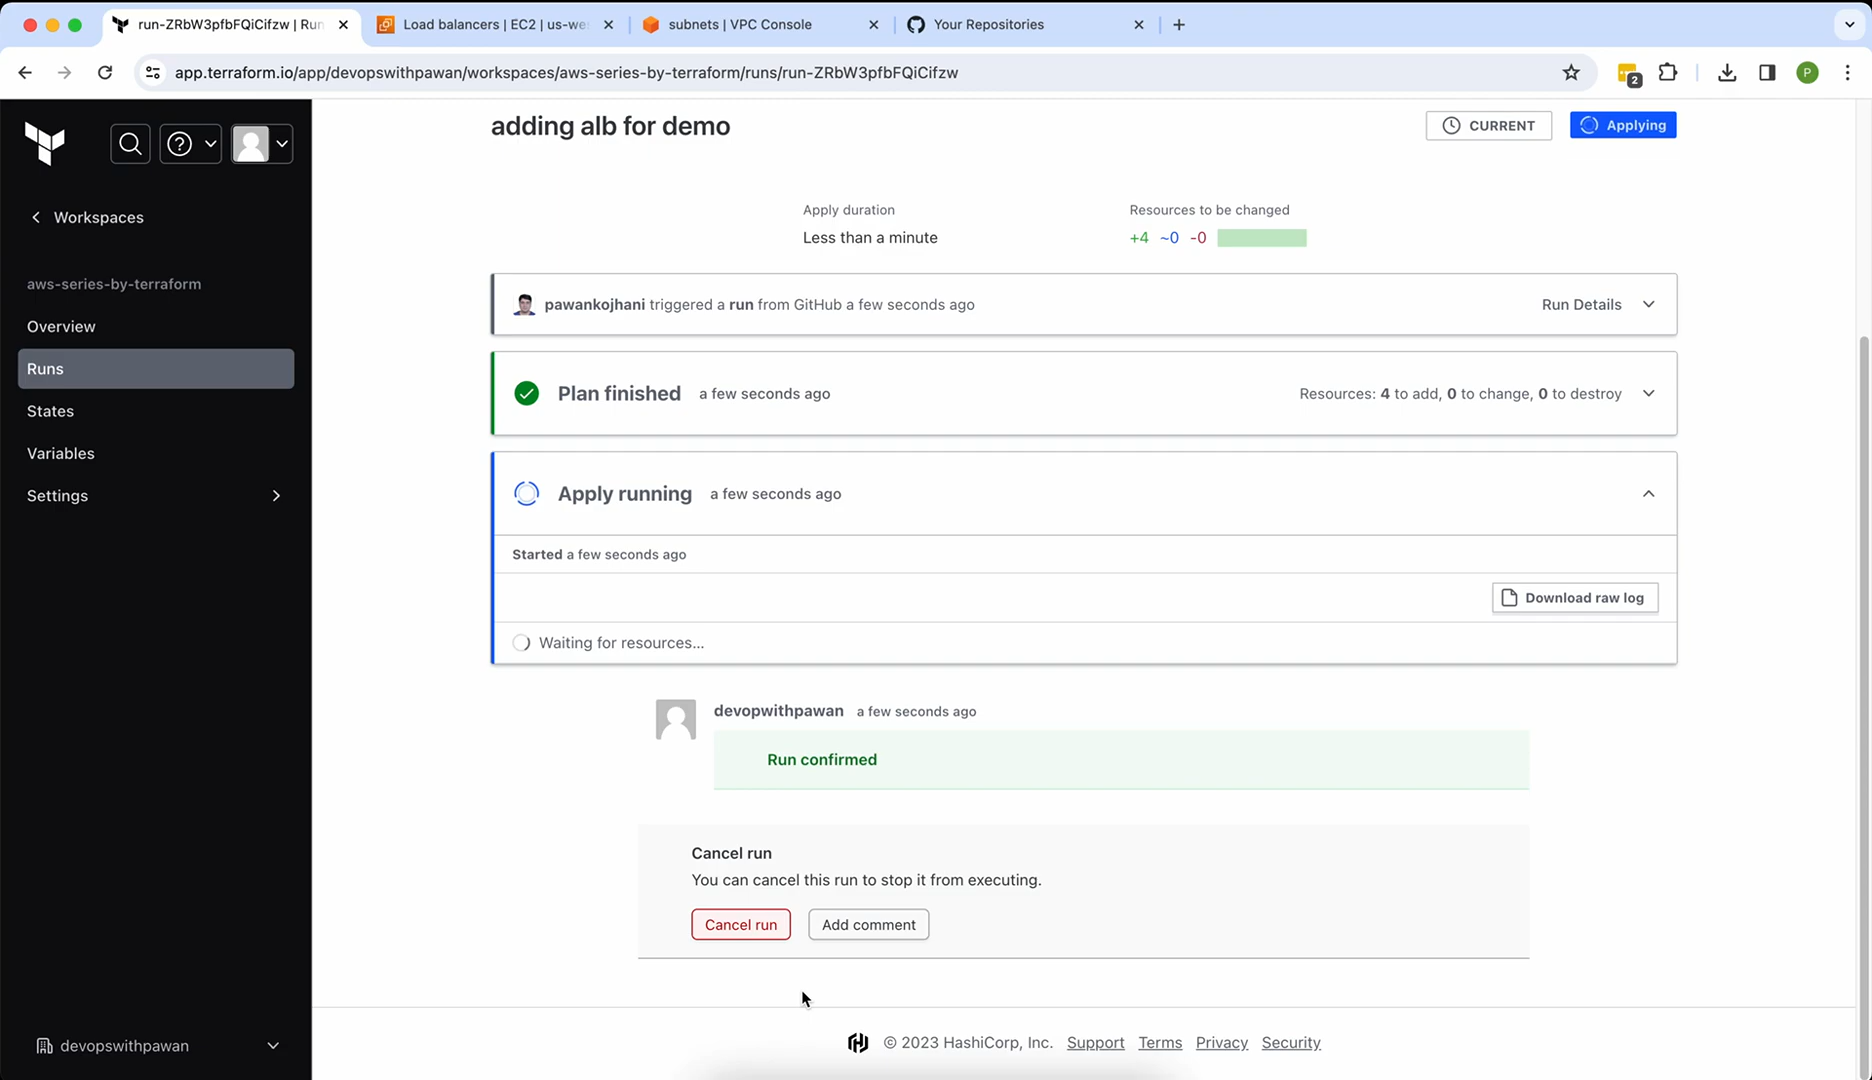 run-ZRbW3pfbFQiCifzw | Run
Load balancers | EC2 | us-we
subnets | VPC Console
Your Repositories
app.terraform.io/app/devopswithpawan/workspaces/aws-series-by-terraform/runs/run-ZRbW3pfbFQiCifzw
2
P
adding alb for demo
CURRENT
Applying
Workspaces
aws-series-by-terraform
Overview
Runs
States
Variables
Settings
devopswithpawan
Apply duration
Less than a minute
Resources to be changed
+4 ~0 -0
pawankojhani triggered a run from GitHub a few seconds ago
Run Details
Plan finished a few seconds ago
Resources: 4 to add, 0 to change, 0 to destroy
Apply running a few seconds ago
Started a few seconds ago
Download raw log
Waiting for resources...
devopwithpawan a few seconds ago
Run confirmed
Cancel run
You can cancel this run to stop it from executing.
Cancel run
Add comment
© 2023 HashiCorp, Inc. Support Terms Privacy Security